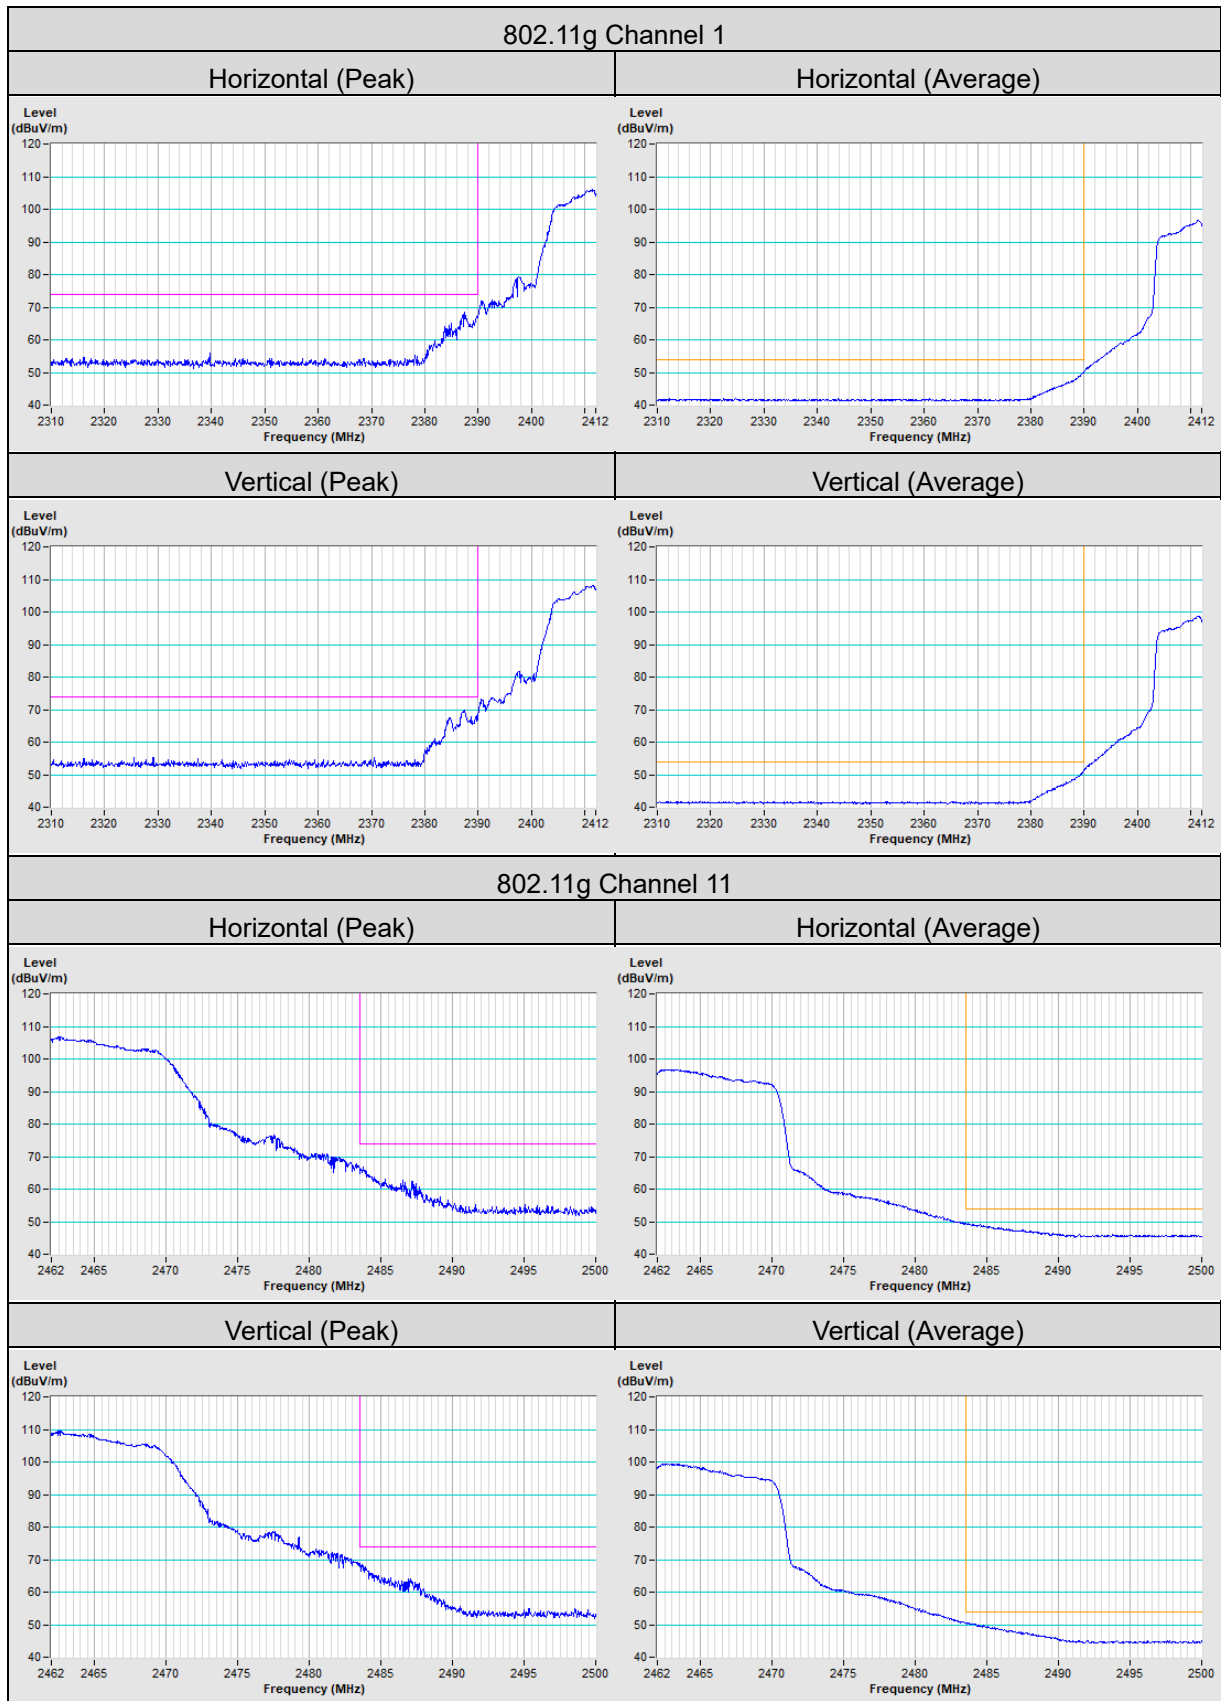 802.11g Channel 1
Horizontal (Peak)
Horizontal (Average)
Level
(dBuV/m)
120
110
100
90
80
70
60
50
40
2310 2320 2330 2340 2350 2360 2370 2380 2390 2400 2412
Frequency (MHz)
Level
(dBuV/m)
120
110
100
90
80
70
60
50
40
2310 2320 2330 2340 2350 2360 2370 2380 2390 2400 2412
Frequency (MHz)
Vertical (Peak)
Vertical (Average)
Level
(dBuV/m)
120
110
100
90
80
70
60
50
40
2310 2320 2330 2340 2350 2360 2370 2380 2390 2400 2412
Frequency (MHz)
Level
(dBuV/m)
120
110
100
90
80
70
60
50
40
2310 2320 2330 2340 2350 2360 2370 2380 2390 2400 2412
Frequency (MHz)
802.11g Channel 11
Horizontal (Peak)
Horizontal (Average)
Level
(dBuV/m)
120
110
100
90
80
70
60
50
40
2462 2465 2470 2475 2480 2485 2490 2495 2500
Frequency (MHz)
Level
(dBuV/m)
120
110
100
90
80
70
60
50
40
2462 2465 2470 2475 2480 2485 2490 2495 2500
Frequency (MHz)
Vertical (Peak)
Vertical (Average)
Level
(dBuV/m)
120
110
100
90
80
70
60
50
40
2462 2465 2470 2475 2480 2485 2490 2495 2500
Frequency (MHz)
Level
(dBuV/m)
120
110
100
90
80
70
60
50
40
2462 2465 2470 2475 2480 2485 2490 2495 2500
Frequency (MHz)